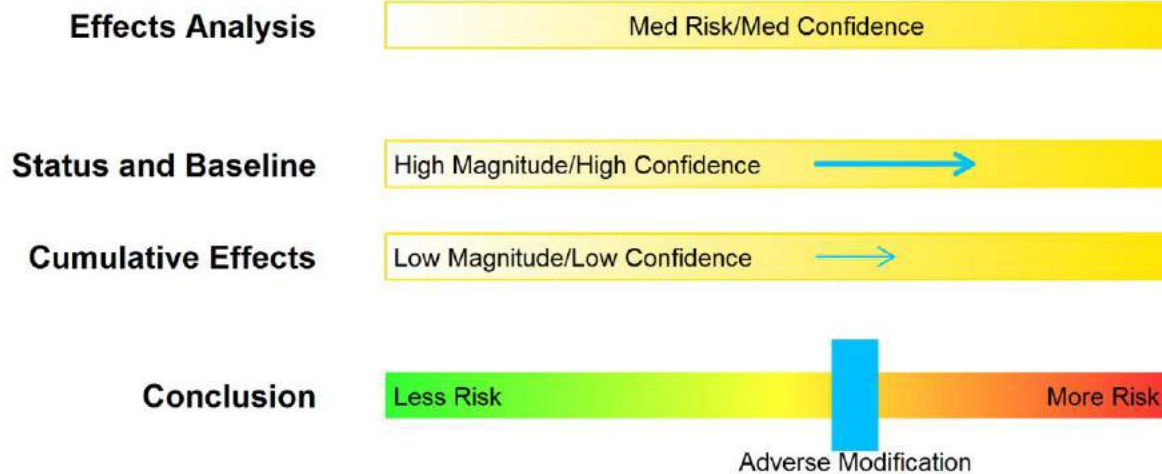 Effects Analysis Med Risk/Med Confidence
Status and Baseline High Magnitude/High Confidence
Cumulative Effects Low Magnitude/Low Confidence
Conclusion Less Risk More Risk
Adverse Modification